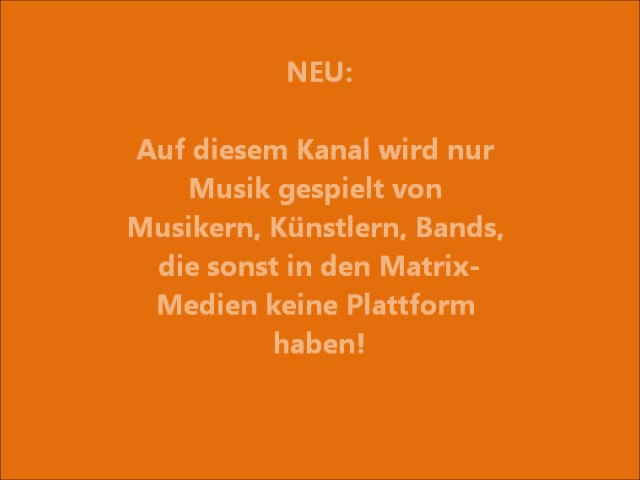 NEU:
Auf diesem Kanal wird nur
Musik gespielt von
Musikern, Künstlern, Bands,
die sonst in den Matrix-
Medien keine Plattform
haben!